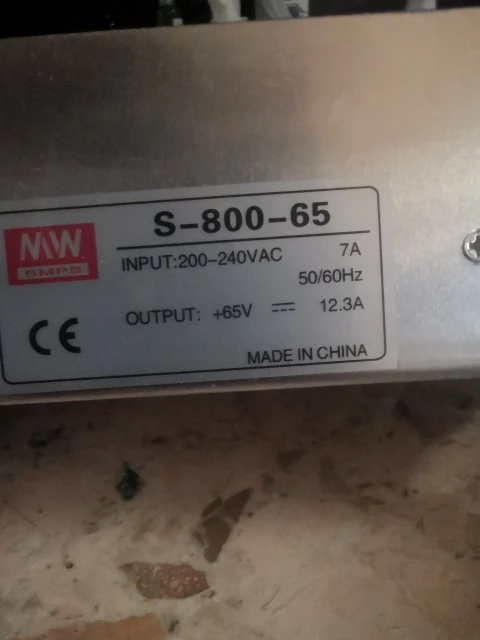 S-800-65
MW
SMPS
INPUT:200-240VAC 7A
50/60Hz
OUTPUT: +65V 12.3A
CE
MADE IN CHINA